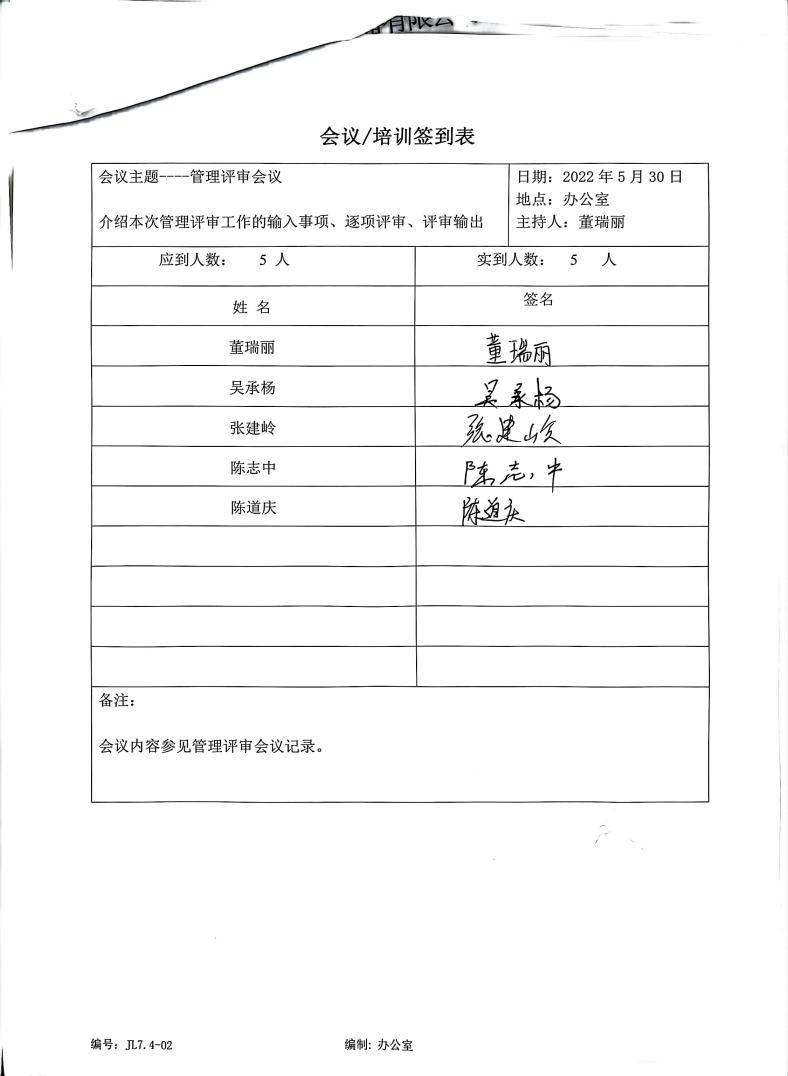 有限公
会议/培训签到表
会议主题----管理评审会议
介绍本次管理评审工作的输入事项、逐项评审、评审输出
日期：2022 年 5 月 30 日
地点：办公室
主持人：董瑞丽
应到人数： 5 人
实到人数： 5 人
姓 名
签名
董瑞丽
董瑞丽
吴承杨
吴承杨
张建岭
张建岭
陈志中
陈志中
陈道庆
陈道庆
备注：
会议内容参见管理评审会议记录。
编号：JL7.4-02
编制: 办公室